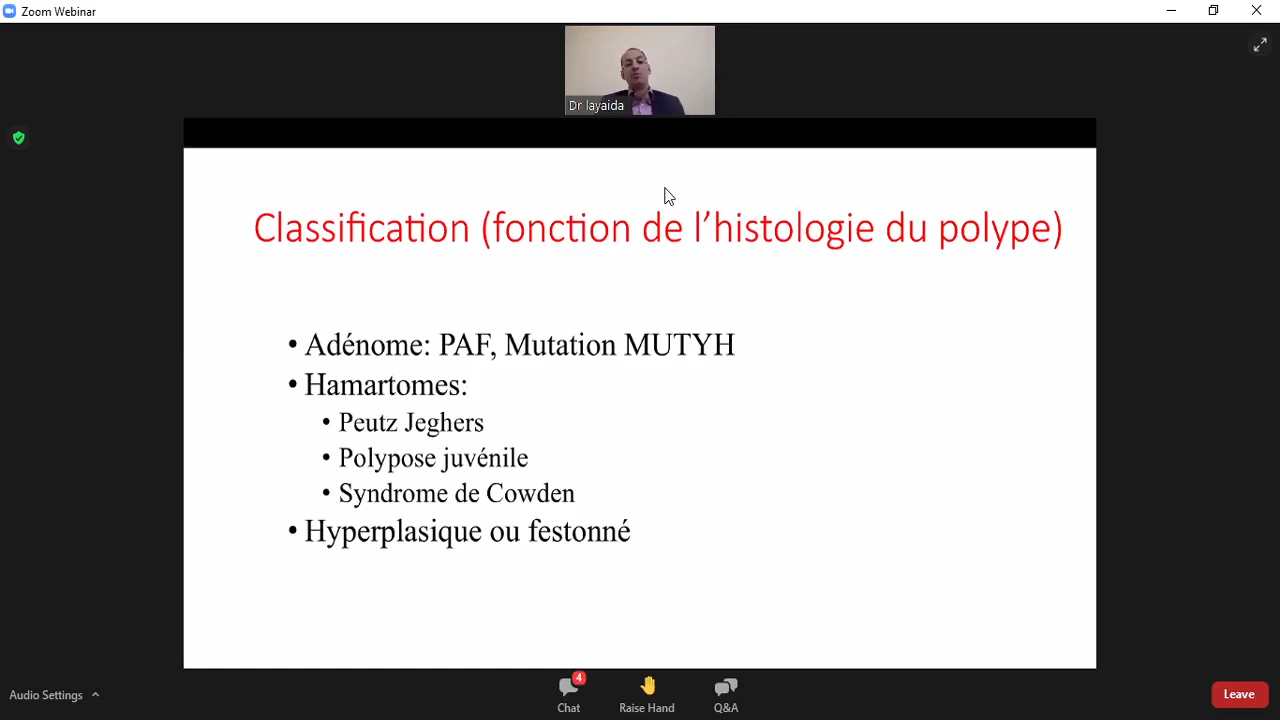 Zoom Webinar
Dr layaida
Classification (fonction de l’histologie du polype)
• Adénome: PAF, Mutation MUTYH
• Hamartomes:
• Peutz Jeghers
• Polypose juvénile
• Syndrome de Cowden
• Hyperplasique ou festonné
Audio Settings
4
Chat
Raise Hand
Q&A
Leave